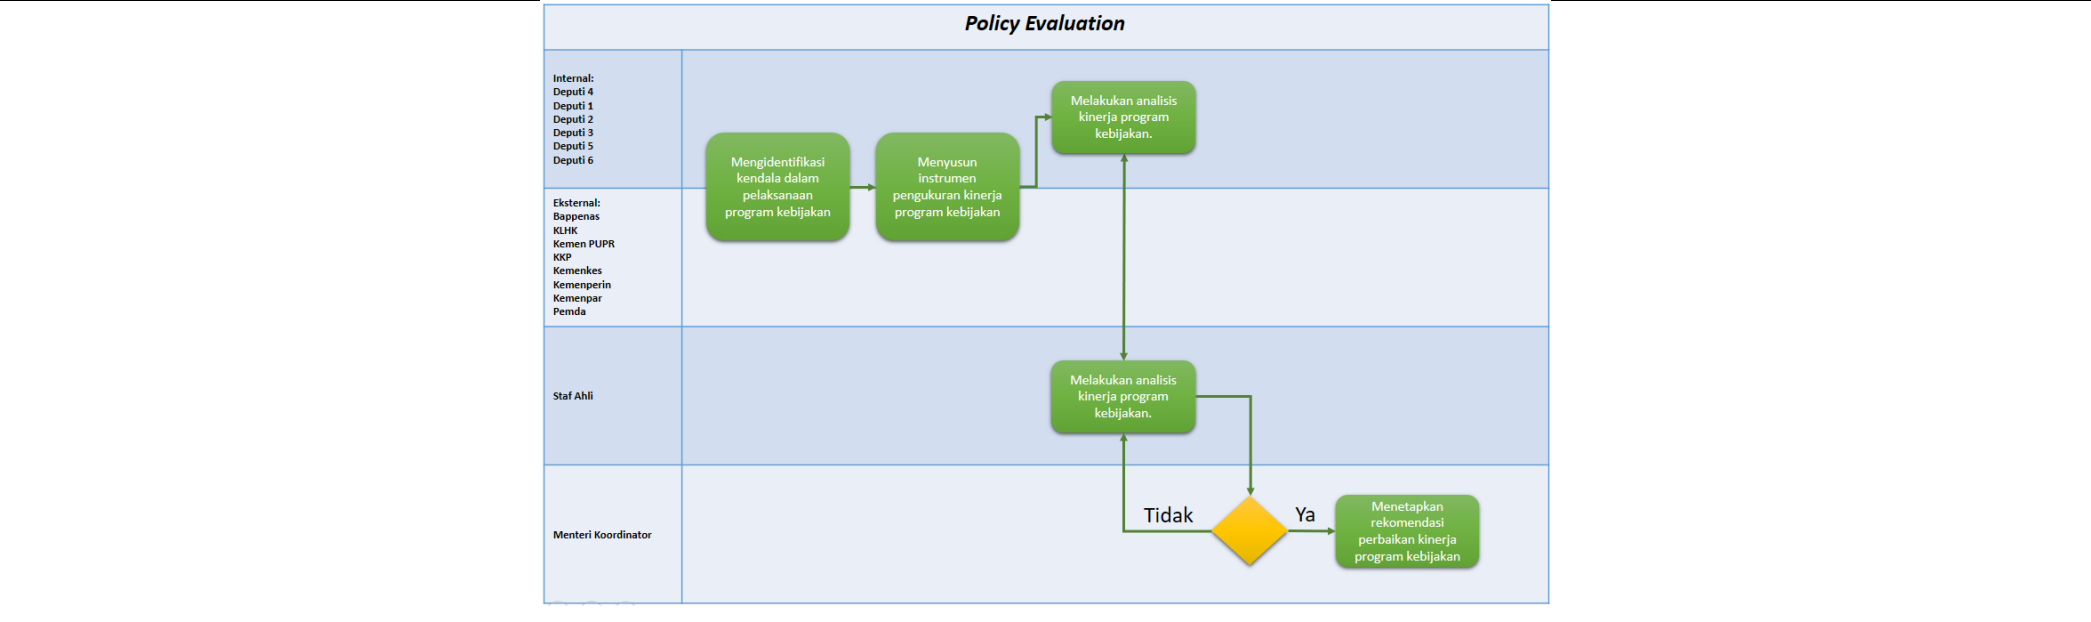 Policy Evaluation
Internal:
Deputi 4
Deputi 1
Deputi 2
Deputi 3
Deputi 5
Deputi 6
Mengidentifikasi
kendala dalam
pelaksanaan
program kebijakan
Menyusun
instrumen
pengukuran kinerja
program kebijakan
Melakukan analisis
kinerja program
kebijakan.
Eksternal:
Bappenas
KLHK
Kemen PUPR
KKP
Kemenkes
Kemenperin
Kemenpar
Pemda
Staf Ahli
Melakukan analisis
kinerja program
kebijakan.
Menteri Koordinator
Tidak
Ya
Menetapkan
rekomendasi
perbaikan kinerja
program kebijakan